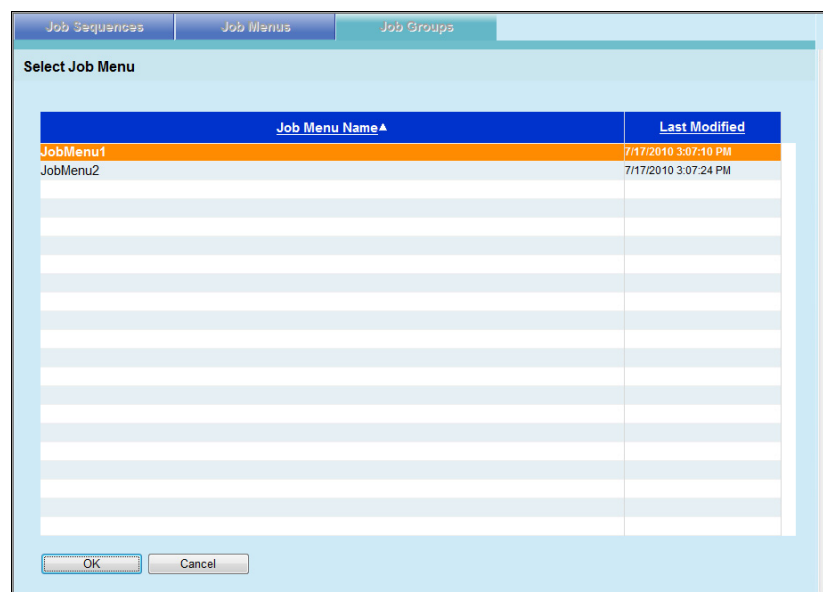 Job Sequences Job Menus Job Groups
Select Job Menu
Job Menu Name▲ Last Modified
JobMenu1 7/17/2010 3:07:10 PM
JobMenu2 7/17/2010 3:07:24 PM
OK Cancel